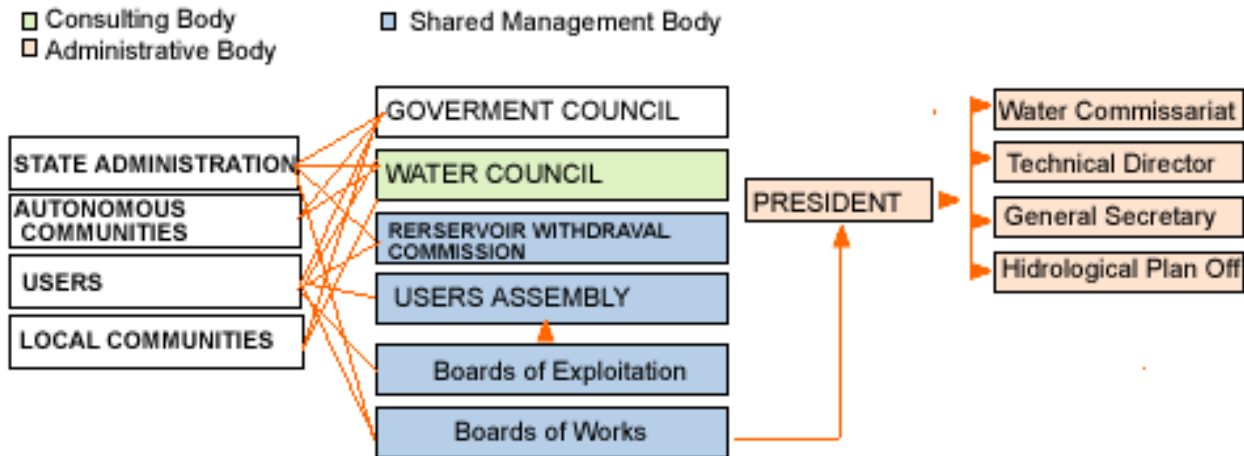 Consulting Body
Shared Management Body
Administrative Body
STATE ADMINISTRATION
AUTONOMOUS
COMMUNITIES
USERS
LOCAL COMMUNITIES
GOVERMENT COUNCIL
WATER COUNCIL
RERSERVOIR WITHDRAVAL
COMMISSION
USERS ASSEMBLY
Boards of Exploitation
Boards of Works
PRESIDENT
Water Commissariat
Technical Director
General Secretary
Hidrological Plan Off